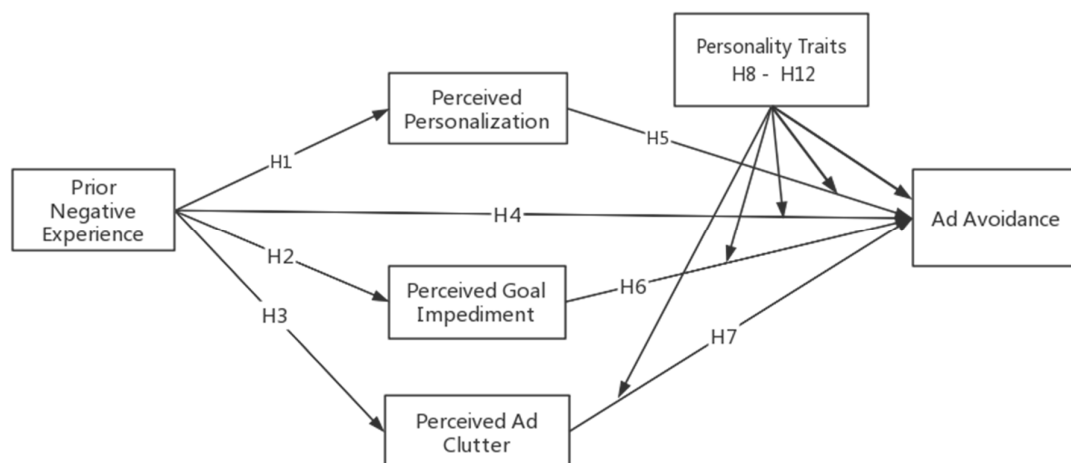 Personality Traits
H8 - H12
Perceived
Personalization
H5
H1
Prior
Negative
Experience
H4
Ad Avoidance
H2
Perceived Goal
Impediment
H6
H3
H7
Perceived Ad
Clutter